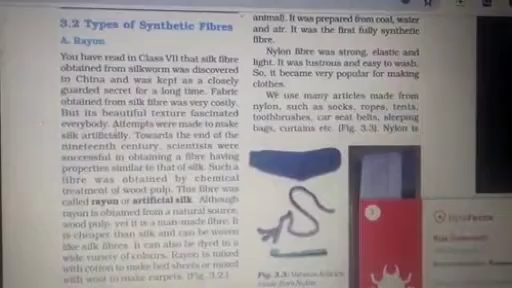 3.2 Types of Synthetic Fibres
A. Rayon
You have read in Class VII that silk fibre
obtained from silkworm was discovered
in China and was kept as a closely
guarded secret for a long time. Fabric
obtained from silk fibre was very costly.
But its beautiful texture fascinated
everybody. Attempts were made to make
silk artificially. Towards the end of the
nineteenth century, scientists were
successful in obtaining a fibre having
properties similar to that of silk. Such a
fibre was obtained by chemical
treatment of wood pulp. This fibre was
called rayon or artificial silk. Although
rayon is obtained from a natural source,
wood pulp, yet it is a man-made fibre. It
is cheaper than silk and can be woven
like silk fibres. It can also be dyed in a
wide variety of colours. Rayon is mixed
with cotton to make bed sheets or mixed
with wool to make carpets. (Fig. 3.2.)
animal). It was prepared from coal, water
and air. It was the first fully synthetic
fibre.
Nylon fibre was strong, elastic and
light. It was lustrous and easy to wash.
So, it became very popular for making
clothes.
We use many articles made from
nylon, such as socks, ropes, tents,
toothbrushes, car seat belts, sleeping
bags, curtains etc. (Fig. 3.3). Nylon is
Fig. 3.3: Various Articles
made from Nylon